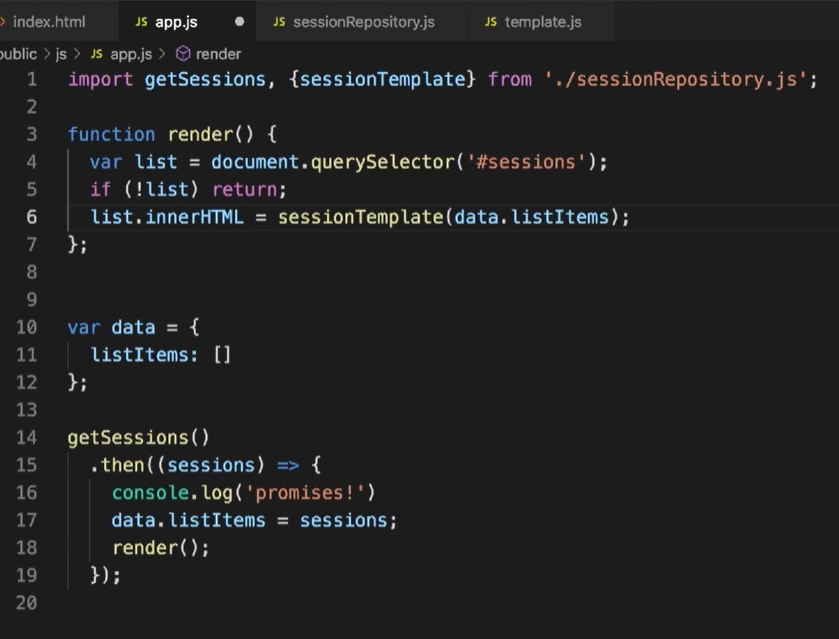 index.html JS app.js JS sessionRepository.js JS template.js
public > js > JS app.js > render
1 import getSessions, {sessionTemplate} from './sessionRepository.js';
2
3 function render() {
4 var list = document.querySelector('#sessions');
5 if (!list) return;
6 list.innerHTML = sessionTemplate(data.listItems);
7 };
8
9
10 var data = {
11 listItems: []
12 };
13
14 getSessions()
15 .then((sessions) => {
16 console.log('promises!')
17 data.listItems = sessions;
18 render();
19 });
20